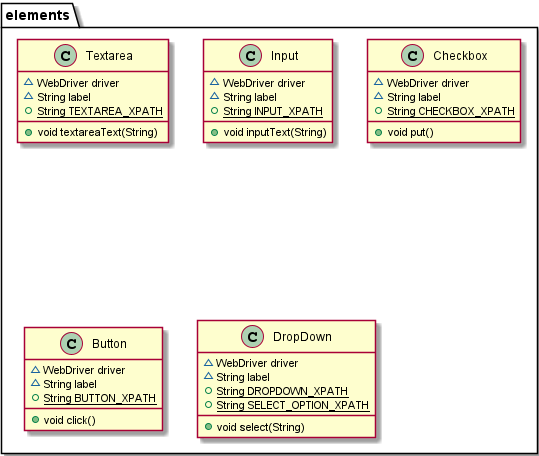 elements
C Textarea
WebDriver driver
String label
String TEXTAREA_XPATH
void textareaText(String)
C Input
WebDriver driver
String label
String INPUT_XPATH
void inputText(String)
C Checkbox
WebDriver driver
String label
String CHECKBOX_XPATH
void put()
C Button
WebDriver driver
String label
String BUTTON_XPATH
void click()
C DropDown
WebDriver driver
String label
String DROPDOWN_XPATH
String SELECT_OPTION_XPATH
void select(String)